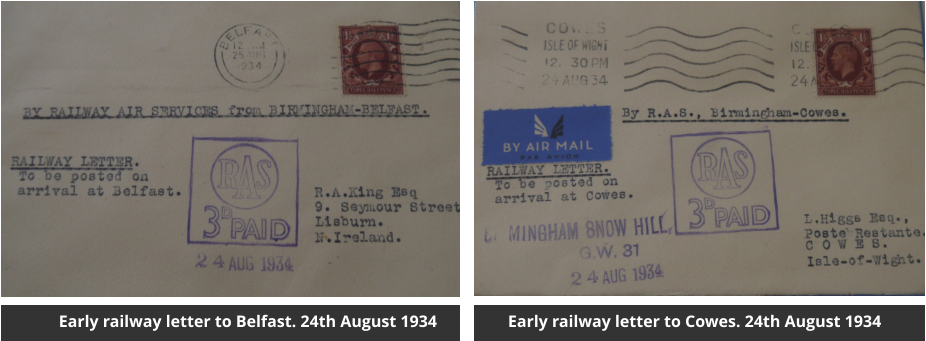 BELFAST
25 AUG
1934
BY RAILWAY AIR SERVICES from BIRMINGHAM-BELFAST.
RAILWAY LETTER.
To be posted on
arrival at Belfast.
RAS
3D PAID
24 AUG 1934
R.A.King Esq
9. Seymour Street
Lisburn.
N.Ireland.
Early railway letter to Belfast. 24th August 1934
COWES
ISLE OF WIGHT
12. 30 PM
24 AUG 34
By R.A.S., Birmingham-Cowes.
BY AIR MAIL
PAR AVION
RAILWAY LETTER.
To be posted on
arrival at Cowes.
RAS
3D PAID
MINGHAM SNOW HILL,
G.W. 31
24 AUG 1934
L.Higgs Esq.,
Poste Restante.
COWES.
Isle-of-Wight.
Early railway letter to Cowes. 24th August 1934